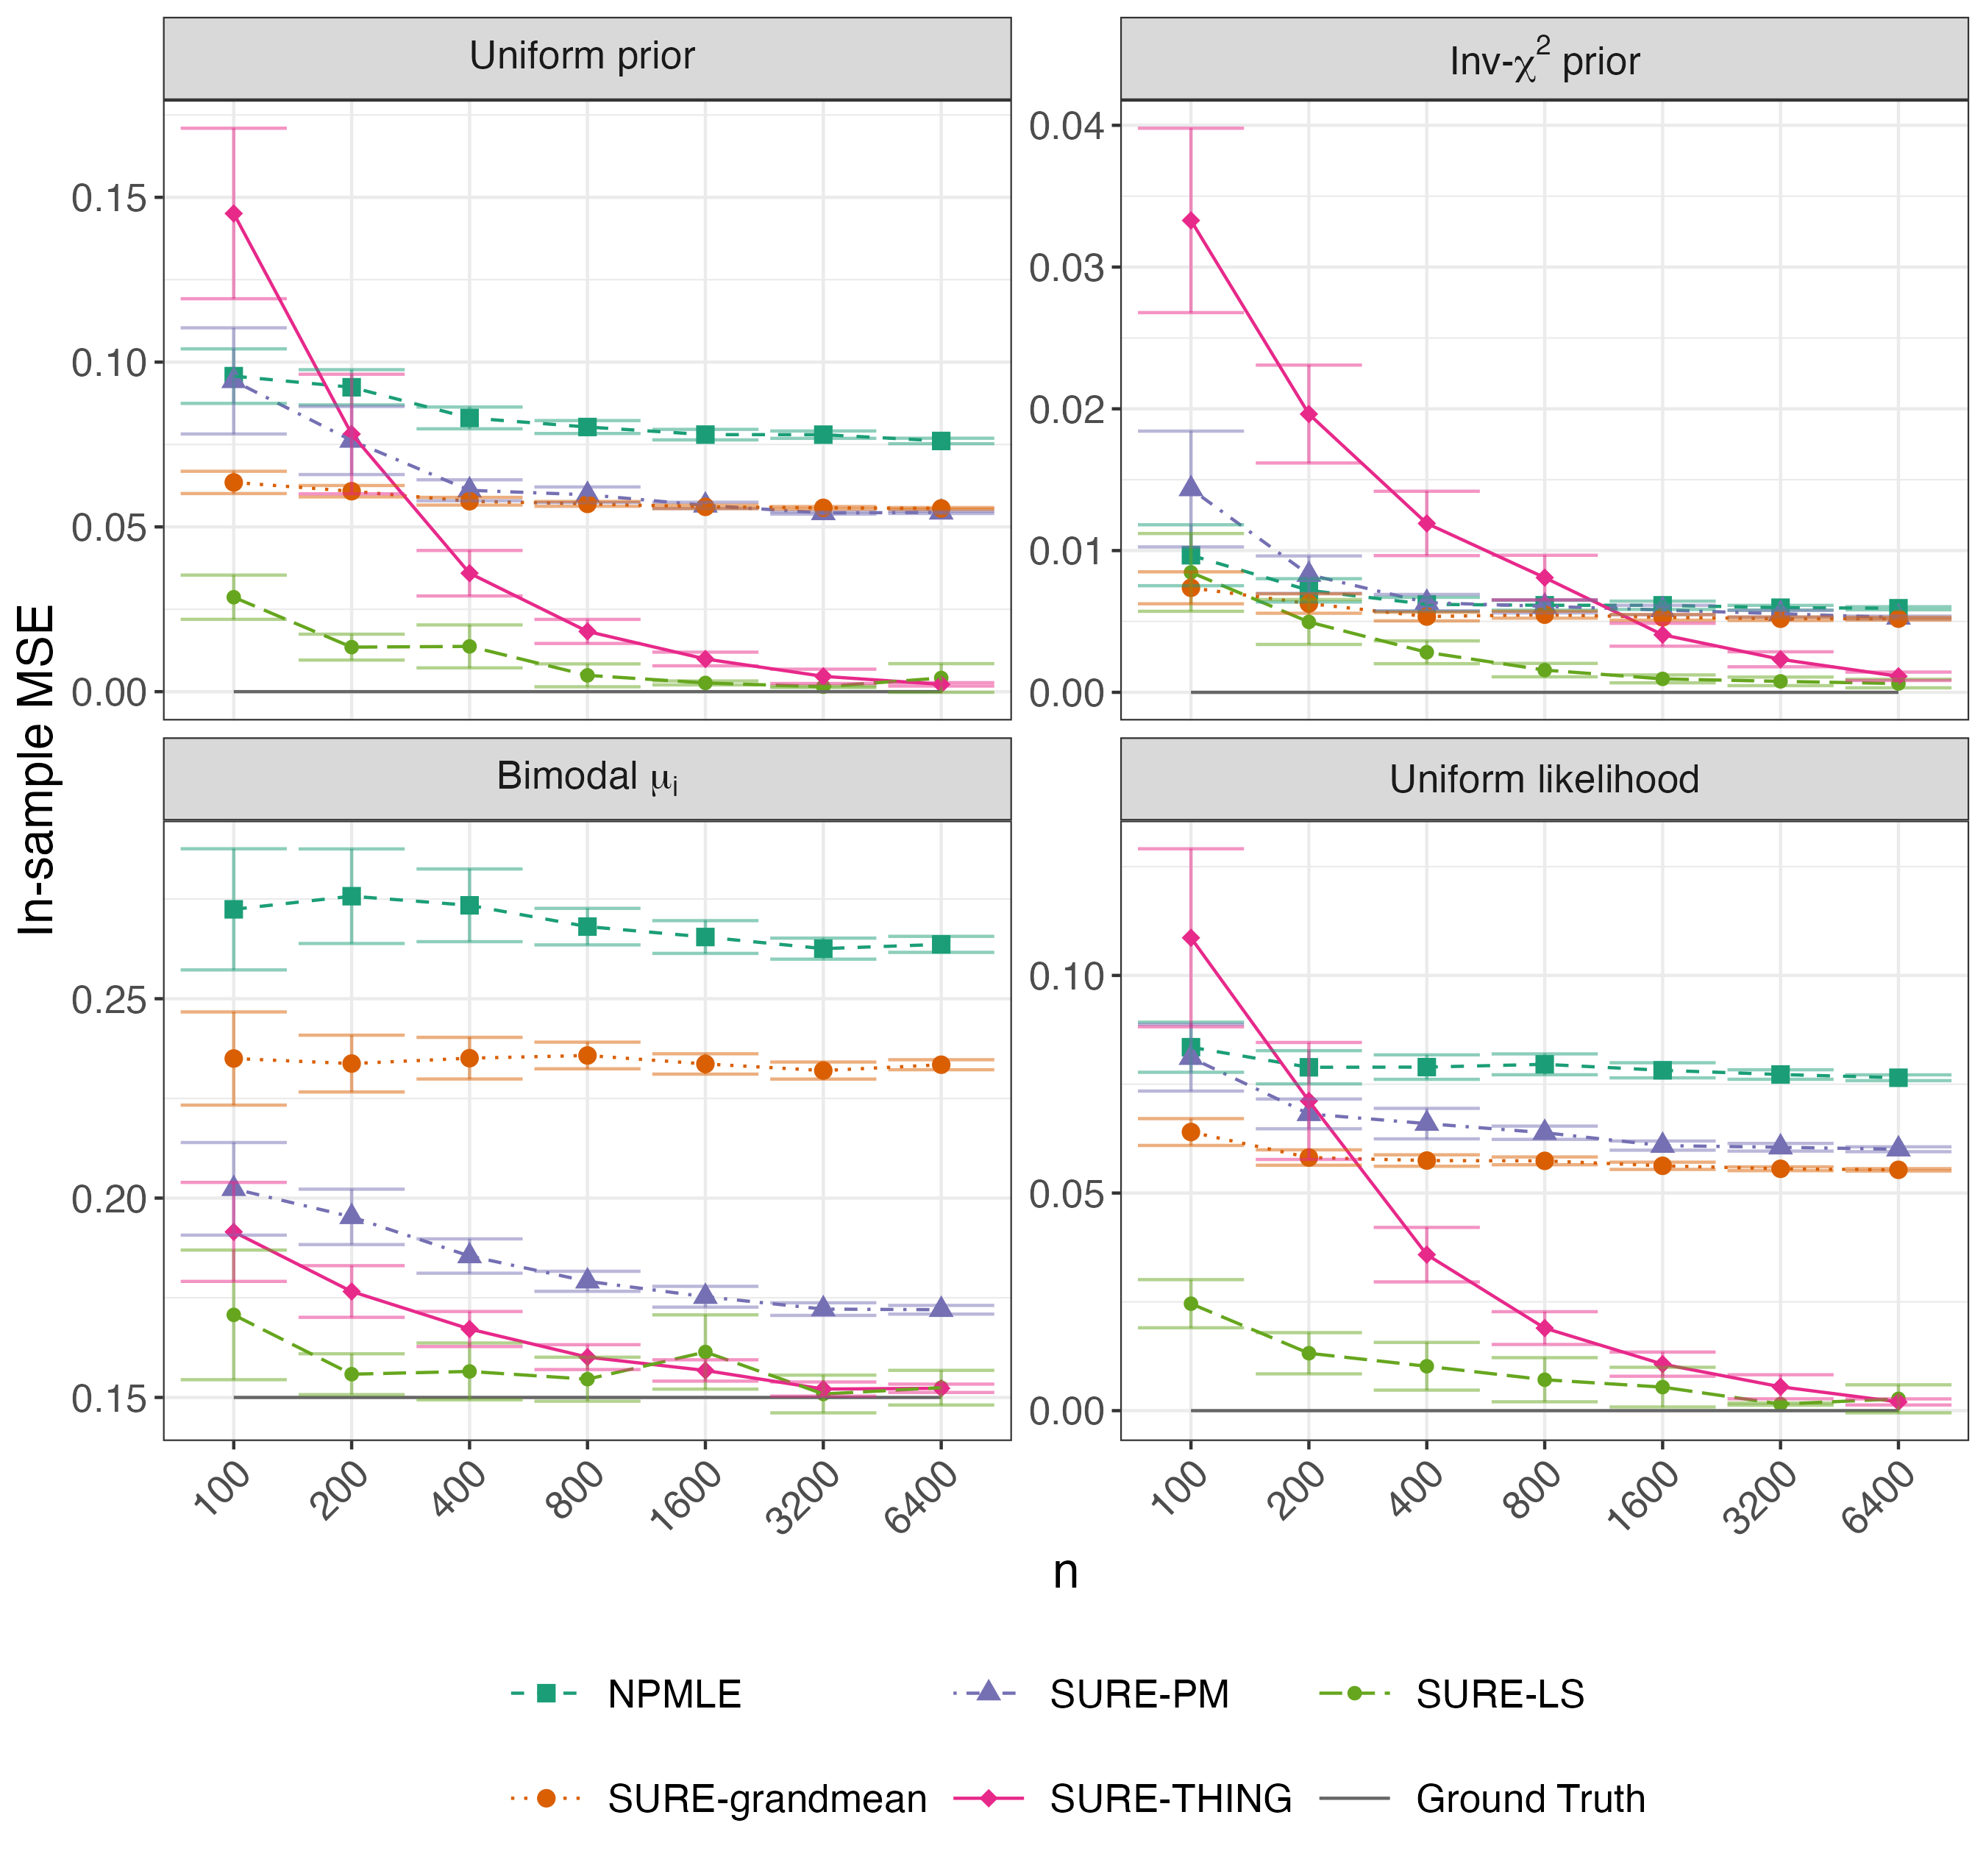 Uniform prior
Inv-χ² prior
In-sample MSE
0.15
0.10
0.05
0.00
0.04
0.03
0.02
0.01
0.00
Bimodal μᵢ
Uniform likelihood
0.25
0.20
0.15
0.10
0.05
0.00
100 200 400 800 1600 3200 6400
100 200 400 800 1600 3200 6400
n
NPMLE SURE-PM SURE-LS
SURE-grandmean SURE-THING Ground Truth